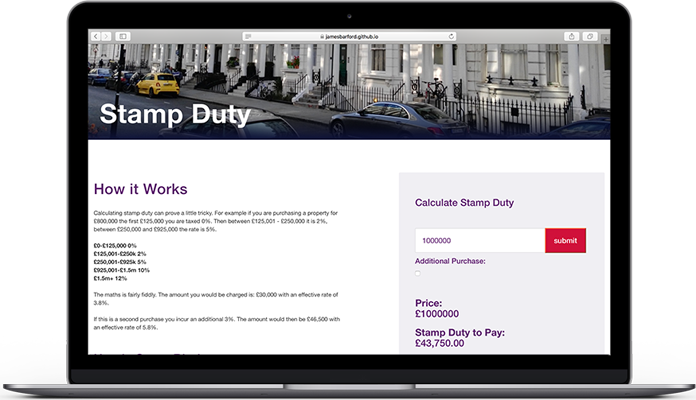 jamesbarford.github.io
Stamp Duty
How it Works
Calculating stamp duty can prove a little tricky. For example if you are purchasing a property for
£800,000 the first £125,000 you are taxed 0%. Then between £125,001 - £250,000 it is 2%,
between £250,000 and £925,000 the rate is 5%.
£0-£125,000 0%
£125,001-£250k 2%
£250,001-£925k 5%
£925,001-£1.5m 10%
£1.5m+ 12%
The maths is fairly fiddly. The amount you would be charged is: £30,000 with an effective rate of
3.8%.
If this is a second purchase you incur an additional 3%. The amount would then be £46,500 with
an effective rate of 5.8%.
Calculate Stamp Duty
1000000 submit
Additional Purchase:
Price:
£1000000
Stamp Duty to Pay:
£43,750.00